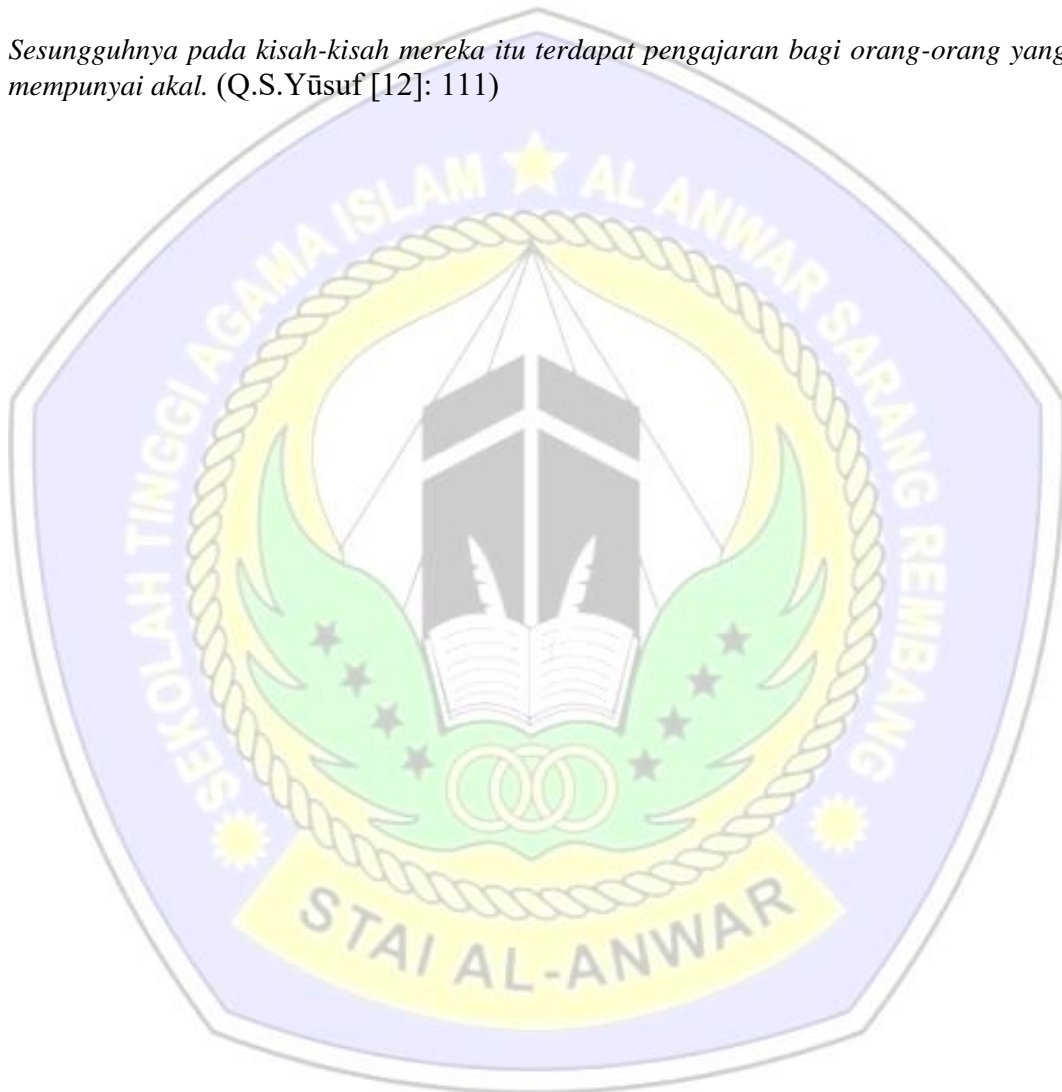 Sesungguhnya pada kisah-kisah mereka itu terdapat pengajaran bagi orang-orang yang
mempunyai akal. (Q.S.Yūsuf [12]: 111)
SEKOLAH TINGGI AGAMA ISLAM AL ANWAR SARANG REMBANG
STAI AL-ANWAR